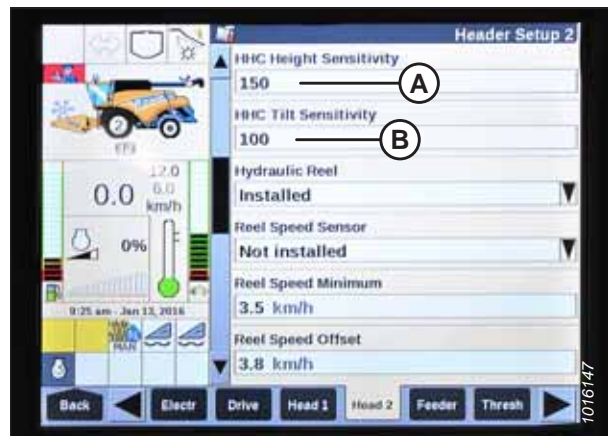 Header Setup 2
HHC Height Sensitivity
150
A
HHC Tilt Sensitivity
100
B
Hydraulic Reel
Installed
Reel Speed Sensor
Not installed
Reel Speed Minimum
3.5 km/h
Reel Speed Offset
3.8 km/h
2
12.0
6.0
0.0 km/h
0%
9:25 am - Jan 13, 2016
MAN
Back
Electr
Drive
Head 1
Head 2
Feeder
Thresh
1016147